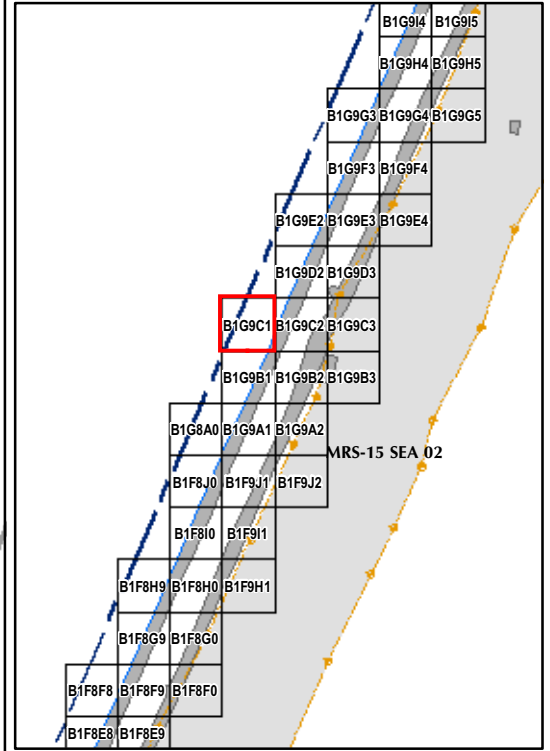 B1G9I4 B1G9I5
B1G9H4 B1G9H5
B1G9G3 B1G9G4 B1G9G5
B1G9F3 B1G9F4
B1G9E2 B1G9E3 B1G9E4
B1G9D2 B1G9D3
B1G9C1 B1G9C2 B1G9C3
B1G9B1 B1G9B2 B1G9B3
B1G8A0 B1G9A1 B1G9A2
MRS-15 SEA 02
B1F8J0 B1F9J1 B1F9J2
B1F8I0 B1F9I1
B1F8H9 B1F8H0 B1F9H1
B1F8G9 B1F8G0
B1F8F8 B1F8F9 B1F8F0
B1F8E8 B1F8E9